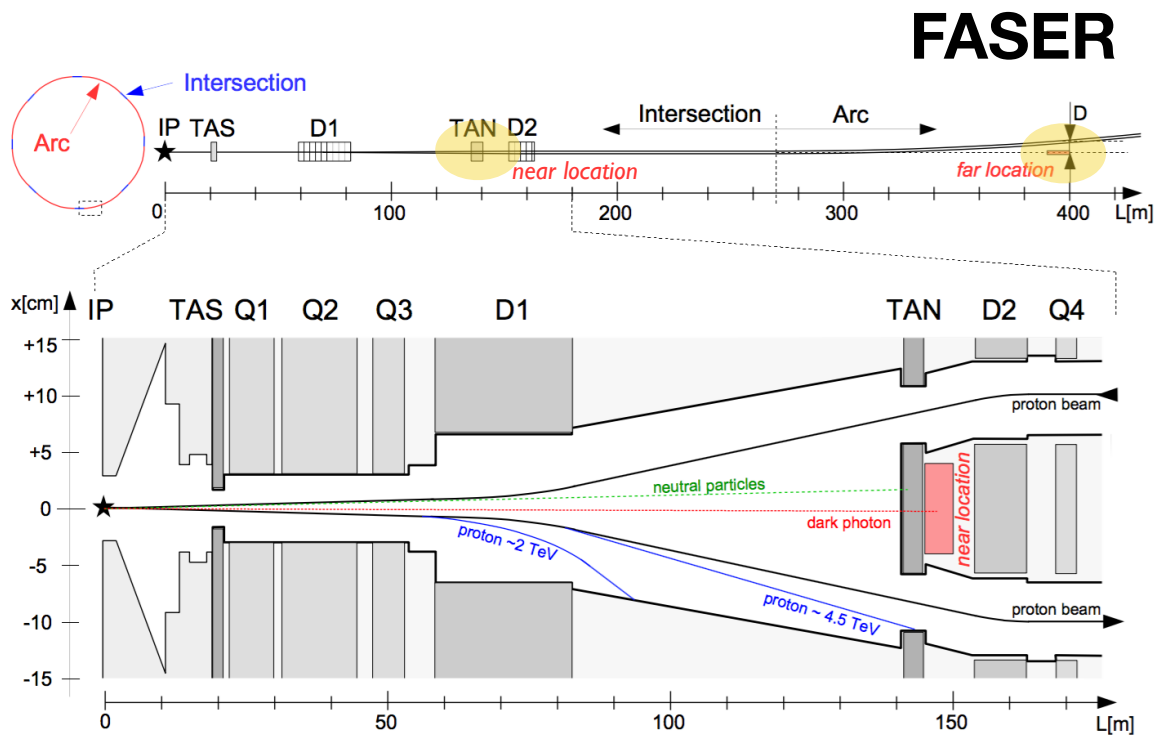 FASER
Intersection
Arc
IP TAS D1 TAN D2 Intersection Arc D
near location far location
0 100 200 300 400 L[m]
x[cm] IP TAS Q1 Q2 Q3 D1 TAN D2 Q4
+15
+10
+5
0
-5
-10
-15
proton beam
neutral particles
dark photon
near location
proton ~2 TeV
proton ~ 4.5 TeV
proton beam
0 50 100 150 L[m]